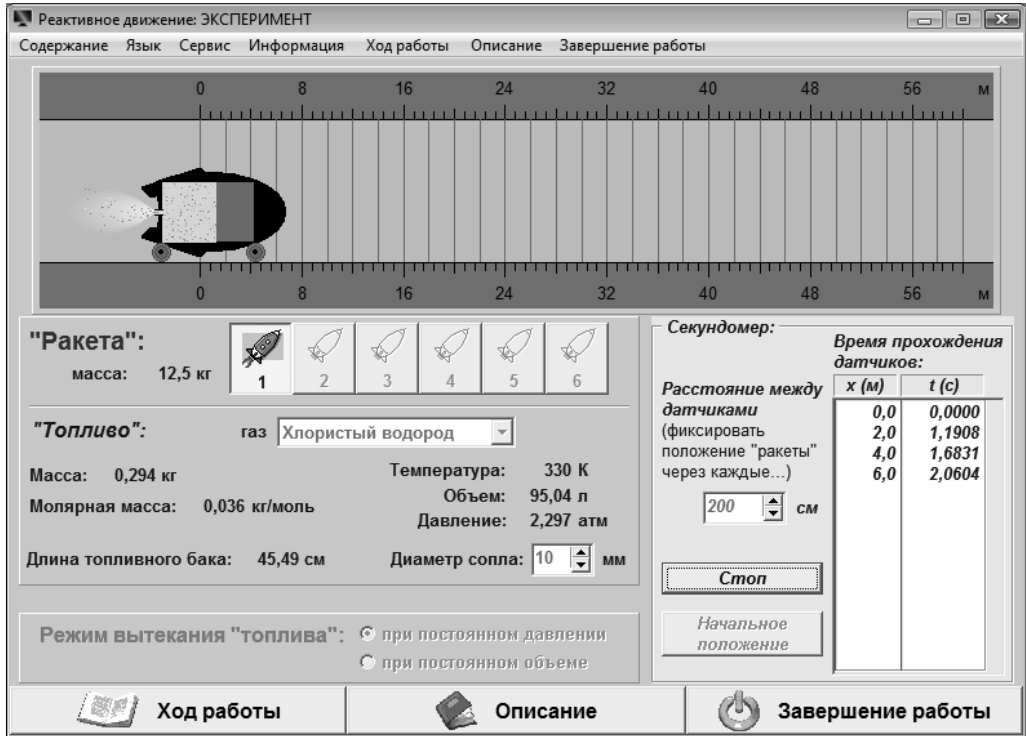 Реактивное движение: ЭКСПЕРИМЕНТ
Содержание Язык Сервис Информация Ход работы Описание Завершение работы
0 8 16 24 32 40 48 56 м
0 8 16 24 32 40 48 56 м
"Ракета":
масса: 12,5 кг
1 2 3 4 5 6
"Топливо": газ Хлористый водород
Масса: 0,294 кг
Молярная масса: 0,036 кг/моль
Температура: 330 К
Объем: 95,04 л
Давление: 2,297 атм
Длина топливного бака: 45,49 см
Диаметр сопла: 10 мм
Режим вытекания "топлива": при постоянном давлении
при постоянном объеме
Секундомер:
Расстояние между
датчиками
(фиксировать
положение "ракеты"
через каждые...)
200 см
Стоп
Начальное
положение
Время прохождения
датчиков:
x (м) t (с)
0,0 0,0000
2,0 1,1908
4,0 1,6831
6,0 2,0604
Ход работы Описание Завершение работы